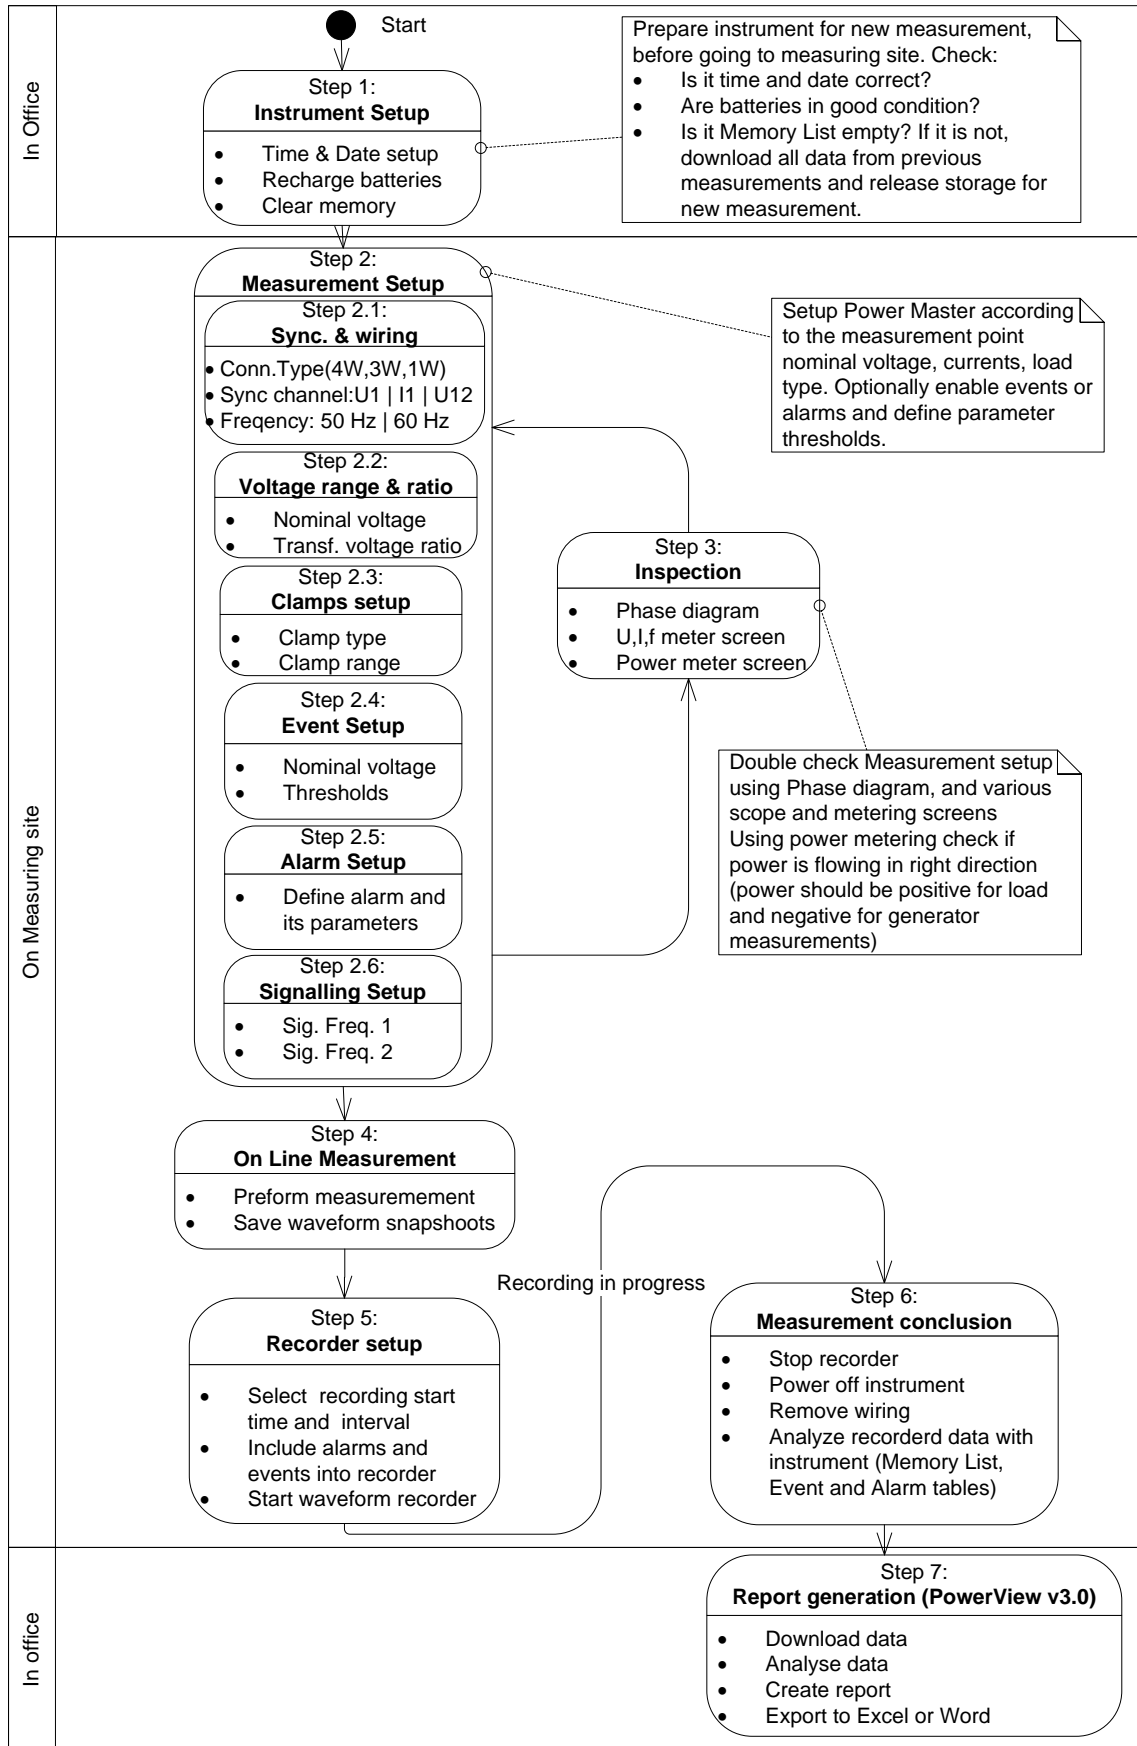 In Office
Start
Step 1:
Instrument Setup
• Time & Date setup
• Recharge batteries
• Clear memory
Prepare instrument for new measurement,
before going to measuring site. Check:
• Is it time and date correct?
• Are batteries in good condition?
• Is it Memory List empty? If it is not,
download all data from previous
measurements and release storage for
new measurement.
On Measuring site
Step 2:
Measurement Setup
Step 2.1:
Sync. & wiring
• Conn.Type(4W,3W,1W)
• Sync channel:U1 | I1 | U12
• Freqency: 50 Hz | 60 Hz
Step 2.2:
Voltage range & ratio
• Nominal voltage
• Transf. voltage ratio
Step 2.3:
Clamps setup
• Clamp type
• Clamp range
Step 2.4:
Event Setup
• Nominal voltage
• Thresholds
Step 2.5:
Alarm Setup
• Define alarm and
its parameters
Step 2.6:
Signalling Setup
• Sig. Freq. 1
• Sig. Freq. 2
Setup Power Master according
to the measurement point
nominal voltage, currents, load
type. Optionally enable events or
alarms and define parameter
thresholds.
Step 3:
Inspection
• Phase diagram
• U,I,f meter screen
• Power meter screen
Double check Measurement setup
using Phase diagram, and various
scope and metering screens
Using power metering check if
power is flowing in right direction
(power should be positive for load
and negative for generator
measurements)
Step 4:
On Line Measurement
• Preform measuremement
• Save waveform snapshoots
Step 5:
Recorder setup
• Select recording start
time and interval
• Include alarms and
events into recorder
• Start waveform recorder
Recording in progress
Step 6:
Measurement conclusion
• Stop recorder
• Power off instrument
• Remove wiring
• Analyze recorderd data with
instrument (Memory List,
Event and Alarm tables)
In office
Step 7:
Report generation (PowerView v3.0)
• Download data
• Analyse data
• Create report
• Export to Excel or Word